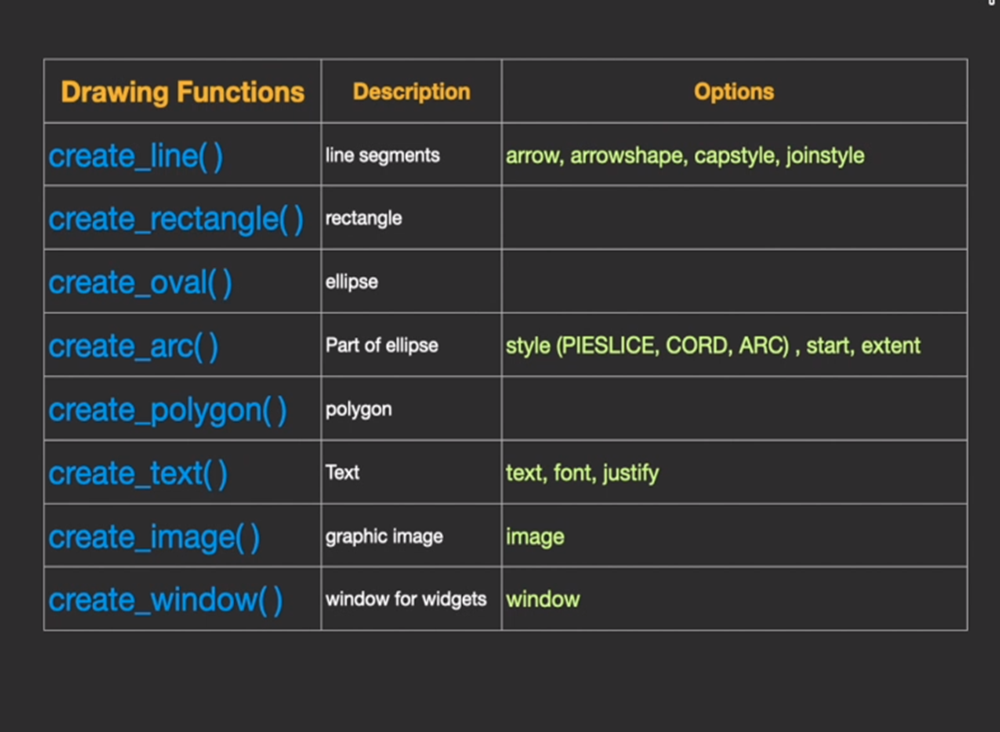 Drawing Functions Description Options
create_line( ) line segments arrow, arrowshape, capstyle, joinstyle
create_rectangle( ) rectangle
create_oval( ) ellipse
create_arc( ) Part of ellipse style (PIESLICE, CORD, ARC) , start, extent
create_polygon( ) polygon
create_text( ) Text text, font, justify
create_image( ) graphic image image
create_window( ) window for widgets window